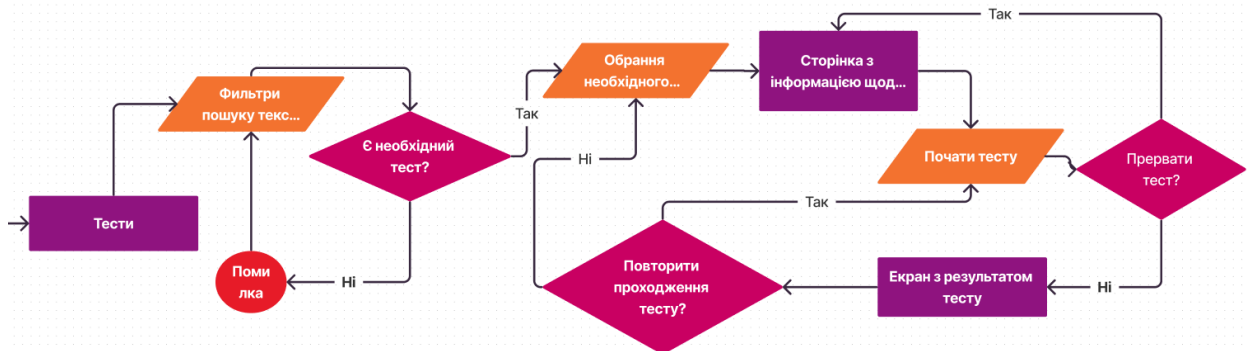 Так
Обрання
необхідного...
Сторінка з
інформацією щод...
Фильтри
пошуку текс...
Так
Є необхідний
тест?
Ні
Почати тесту
Прервати
тест?
Так
Тести
Поми
лка
Ні
Повторити
проходження
тесту?
Екран з результатом
тесту
Ні